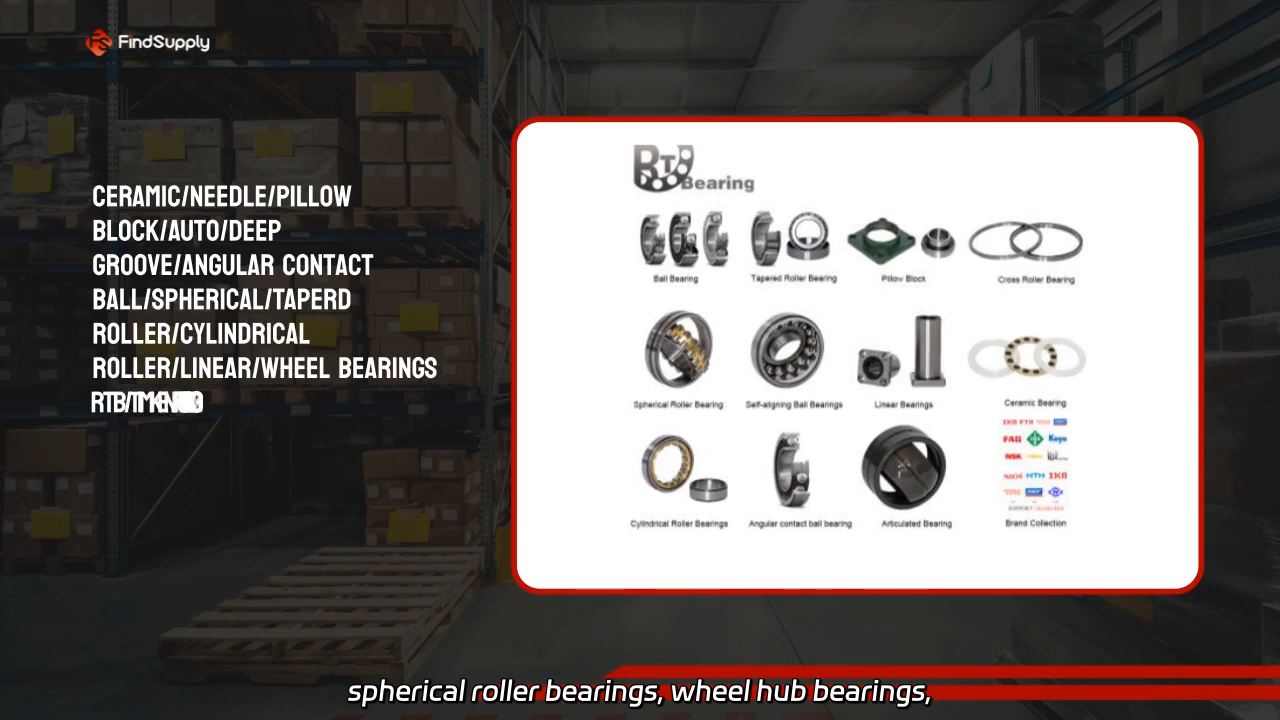 FindSupply
CERAMIC/NEEDLE/PILLOW
BLOCK/AUTO/DEEP
GROOVE/ANGULAR CONTACT
BALL/SPHERICAL/TAPERD
ROLLER/CYLINDRICAL
ROLLER/LINEAR/WHEEL BEARINGS
RT Bearing
Ball Bearing
Tapered Roller Bearing
Pillow Block
Cross Roller Bearing
Spherical Roller Bearing
Self-aligning Ball Bearings
Linear Bearings
Ceramic Bearing
FAG
Koyo
NSK
NTN IKO
Cylindrical Roller Bearings
Angular contact ball bearing
Articulated Bearing
Brand Collection
spherical roller bearings, wheel hub bearings,